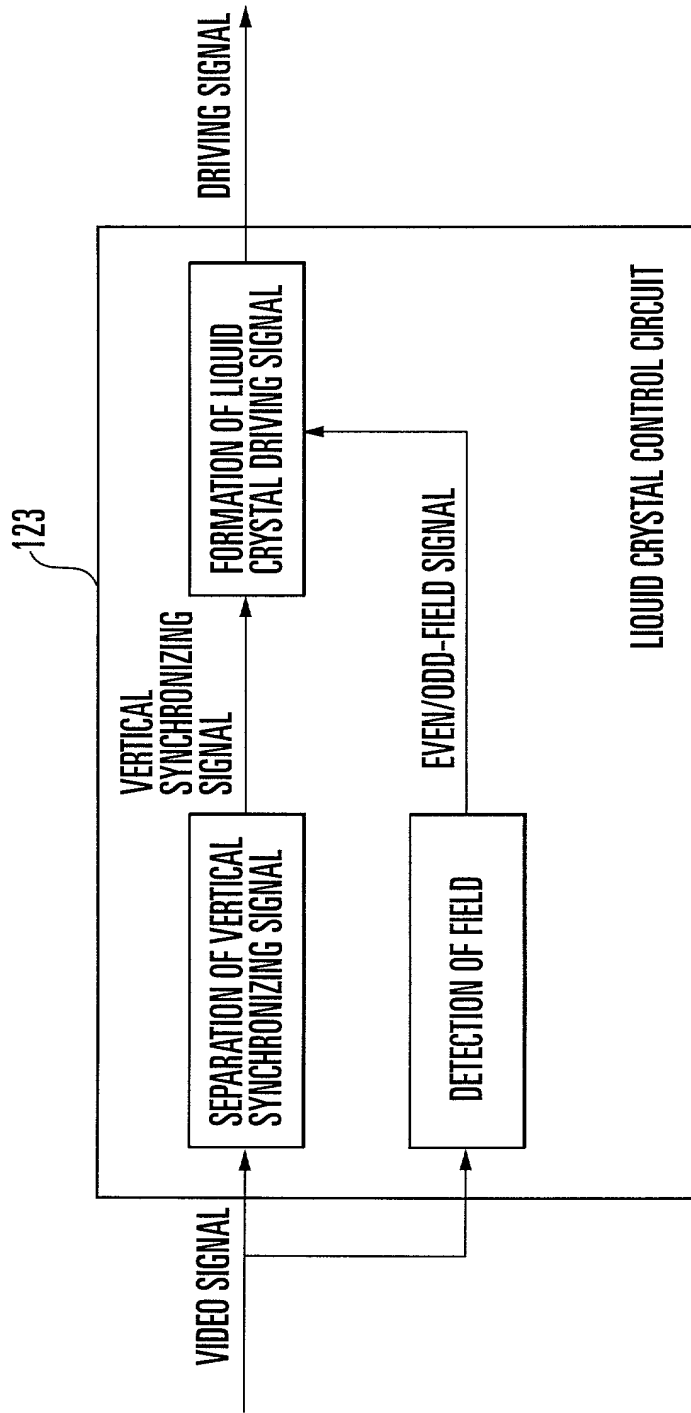 123
VIDEO SIGNAL
SEPARATION OF VERTICAL
SYNCHRONIZING SIGNAL
VERTICAL
SYNCHRONIZING
SIGNAL
FORMATION OF LIQUID
CRYSTAL DRIVING SIGNAL
DRIVING SIGNAL
DETECTION OF FIELD
EVEN/ODD-FIELD SIGNAL
LIQUID CRYSTAL CONTROL CIRCUIT